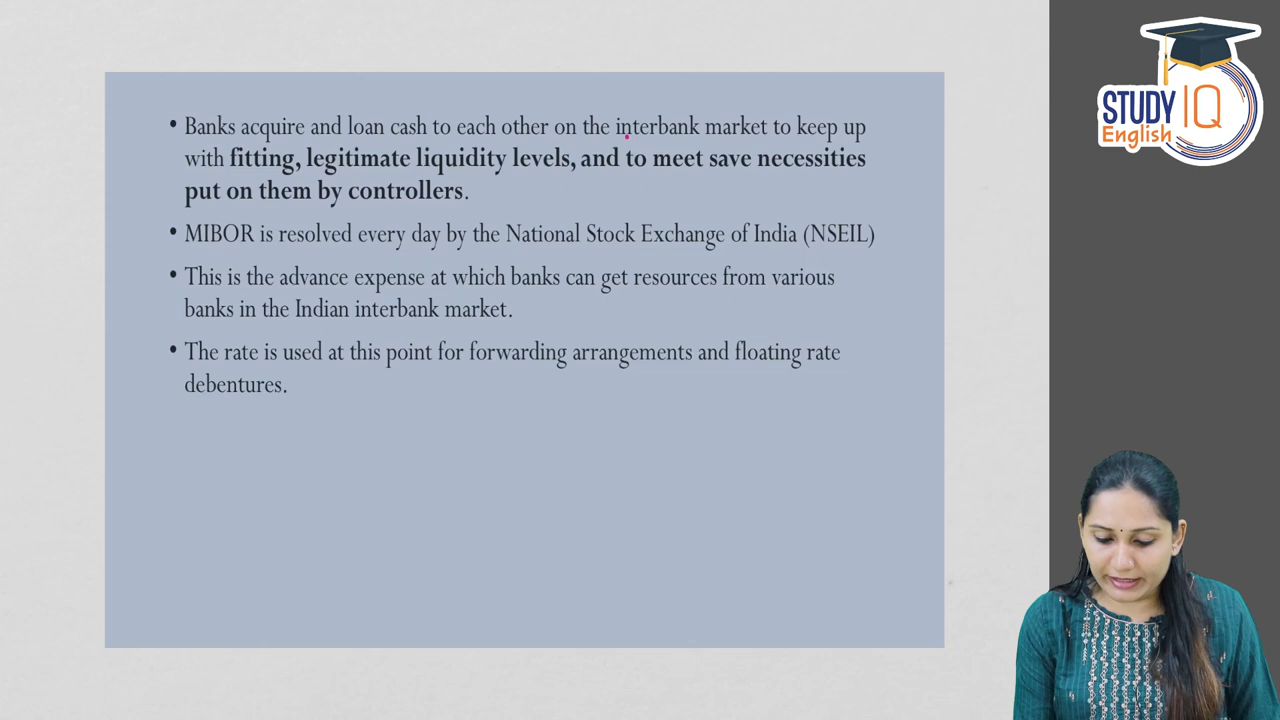 • Banks acquire and loan cash to each other on the interbank market to keep up
with fitting, legitimate liquidity levels, and to meet save necessities
put on them by controllers.
• MIBOR is resolved every day by the National Stock Exchange of India (NSEIL)
• This is the advance expense at which banks can get resources from various
banks in the Indian interbank market.
• The rate is used at this point for forwarding arrangements and floating rate
debentures.
STUDY IQ
English